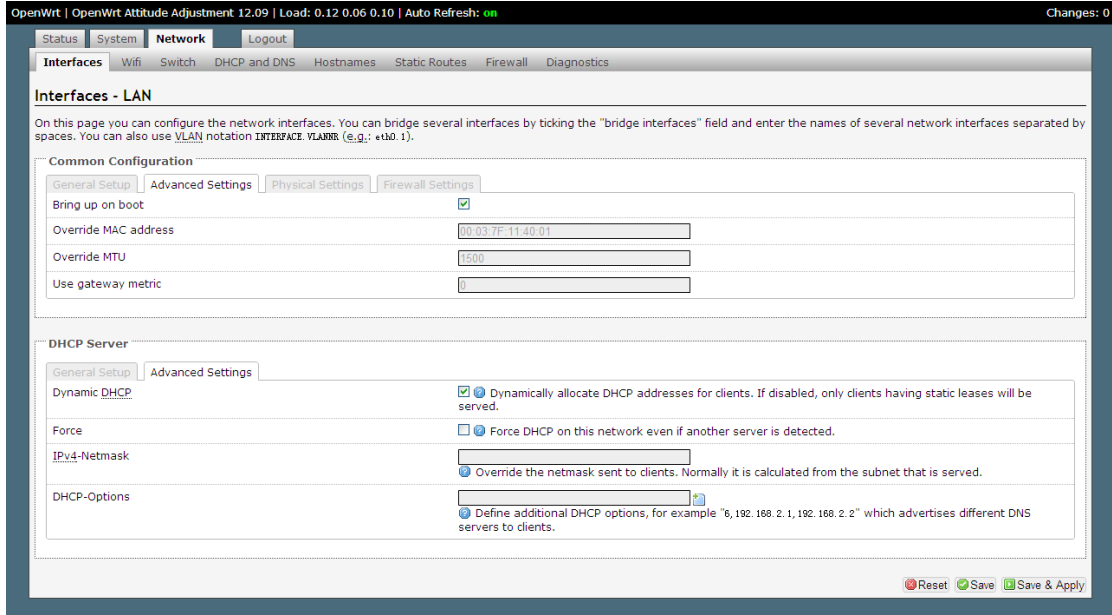 OpenWrt | OpenWrt Attitude Adjustment 12.09 | Load: 0.12 0.06 0.10 | Auto Refresh: on Changes: 0
Status System Network Logout
Interfaces Wifi Switch DHCP and DNS Hostnames Static Routes Firewall Diagnostics
Interfaces - LAN
On this page you can configure the network interfaces. You can bridge several interfaces by ticking the "bridge interfaces" field and enter the names of several network interfaces separated by
spaces. You can also use VLAN notation INTERFACE.VLANNR (e.g.: eth0.1).
Common Configuration
General Setup Advanced Settings Physical Settings Firewall Settings
Bring up on boot
Override MAC address 00:03:7F:11:40:01
Override MTU 1500
Use gateway metric 0
DHCP Server
General Setup Advanced Settings
Dynamic DHCP Dynamically allocate DHCP addresses for clients. If disabled, only clients having static leases will be
served.
Force Force DHCP on this network even if another server is detected.
IPv4-Netmask
Override the netmask sent to clients. Normally it is calculated from the subnet that is served.
DHCP-Options
Define additional DHCP options, for example "6,192.168.2.1,192.168.2.2" which advertises different DNS
servers to clients.
Reset Save Save & Apply